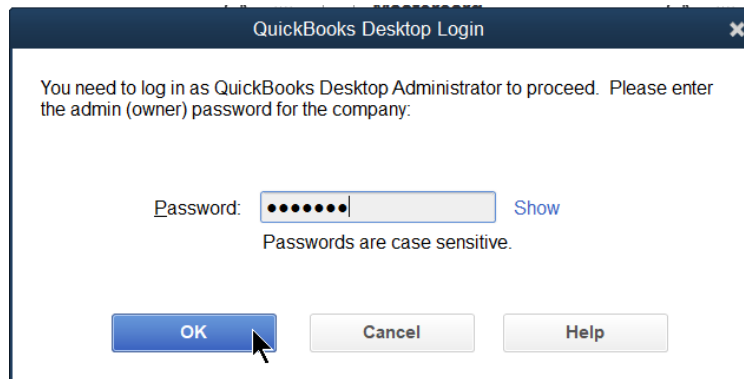 QuickBooks Desktop Login
You need to log in as QuickBooks Desktop Administrator to proceed. Please enter
the admin (owner) password for the company:
Password: ●●●●●●● Show
Passwords are case sensitive.
OK Cancel Help